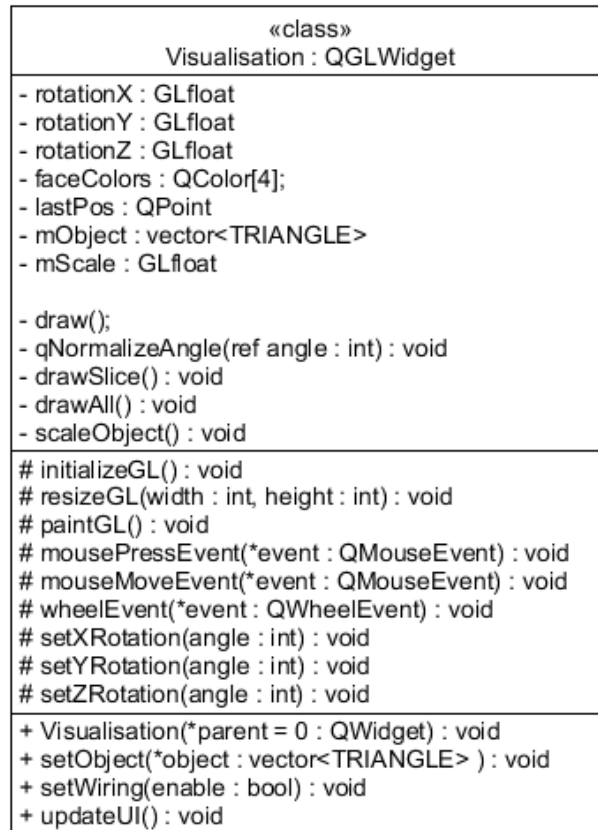 «class»
Visualisation : QGLWidget
- rotationX : GLfloat
- rotationY : GLfloat
- rotationZ : GLfloat
- faceColors : QColor[4];
- lastPos : QPoint
- mObject : vector<TRIANGLE>
- mScale : GLfloat
- draw();
- qNormalizeAngle(ref angle : int) : void
- drawSlice() : void
- drawAll() : void
- scaleObject() : void
# initializeGL() : void
# resizeGL(width : int, height : int) : void
# paintGL() : void
# mousePressEvent(*event : QMouseEvent) : void
# mouseMoveEvent(*event : QMouseEvent) : void
# wheelEvent(*event : QWheelEvent) : void
# setXRotation(angle : int) : void
# setYRotation(angle : int) : void
# setZRotation(angle : int) : void
+ Visualisation(*parent = 0 : QWidget) : void
+ setObject(*object : vector<TRIANGLE> ) : void
+ setWiring(enable : bool) : void
+ updateUI() : void